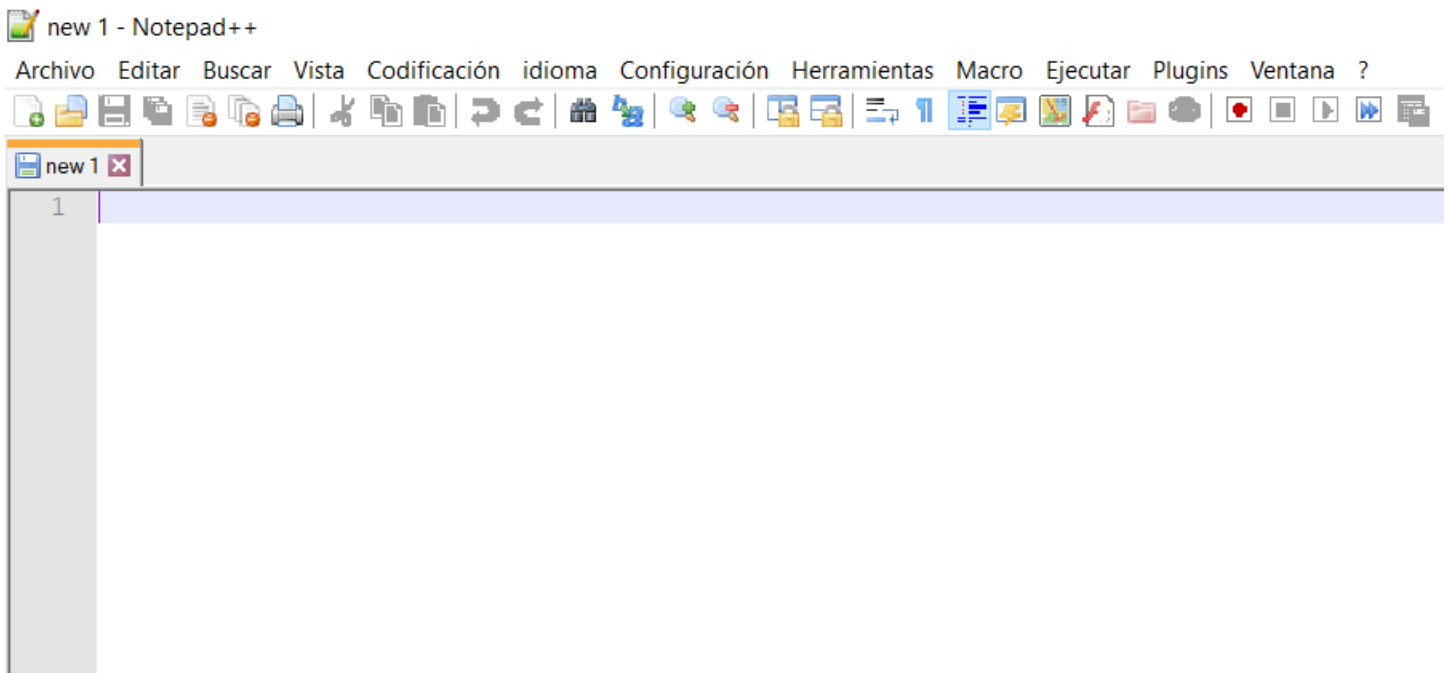 new 1 - Notepad++
Archivo Editar Buscar Vista Codificación idioma Configuración Herramientas Macro Ejecutar Plugins Ventana ?
new 1
1